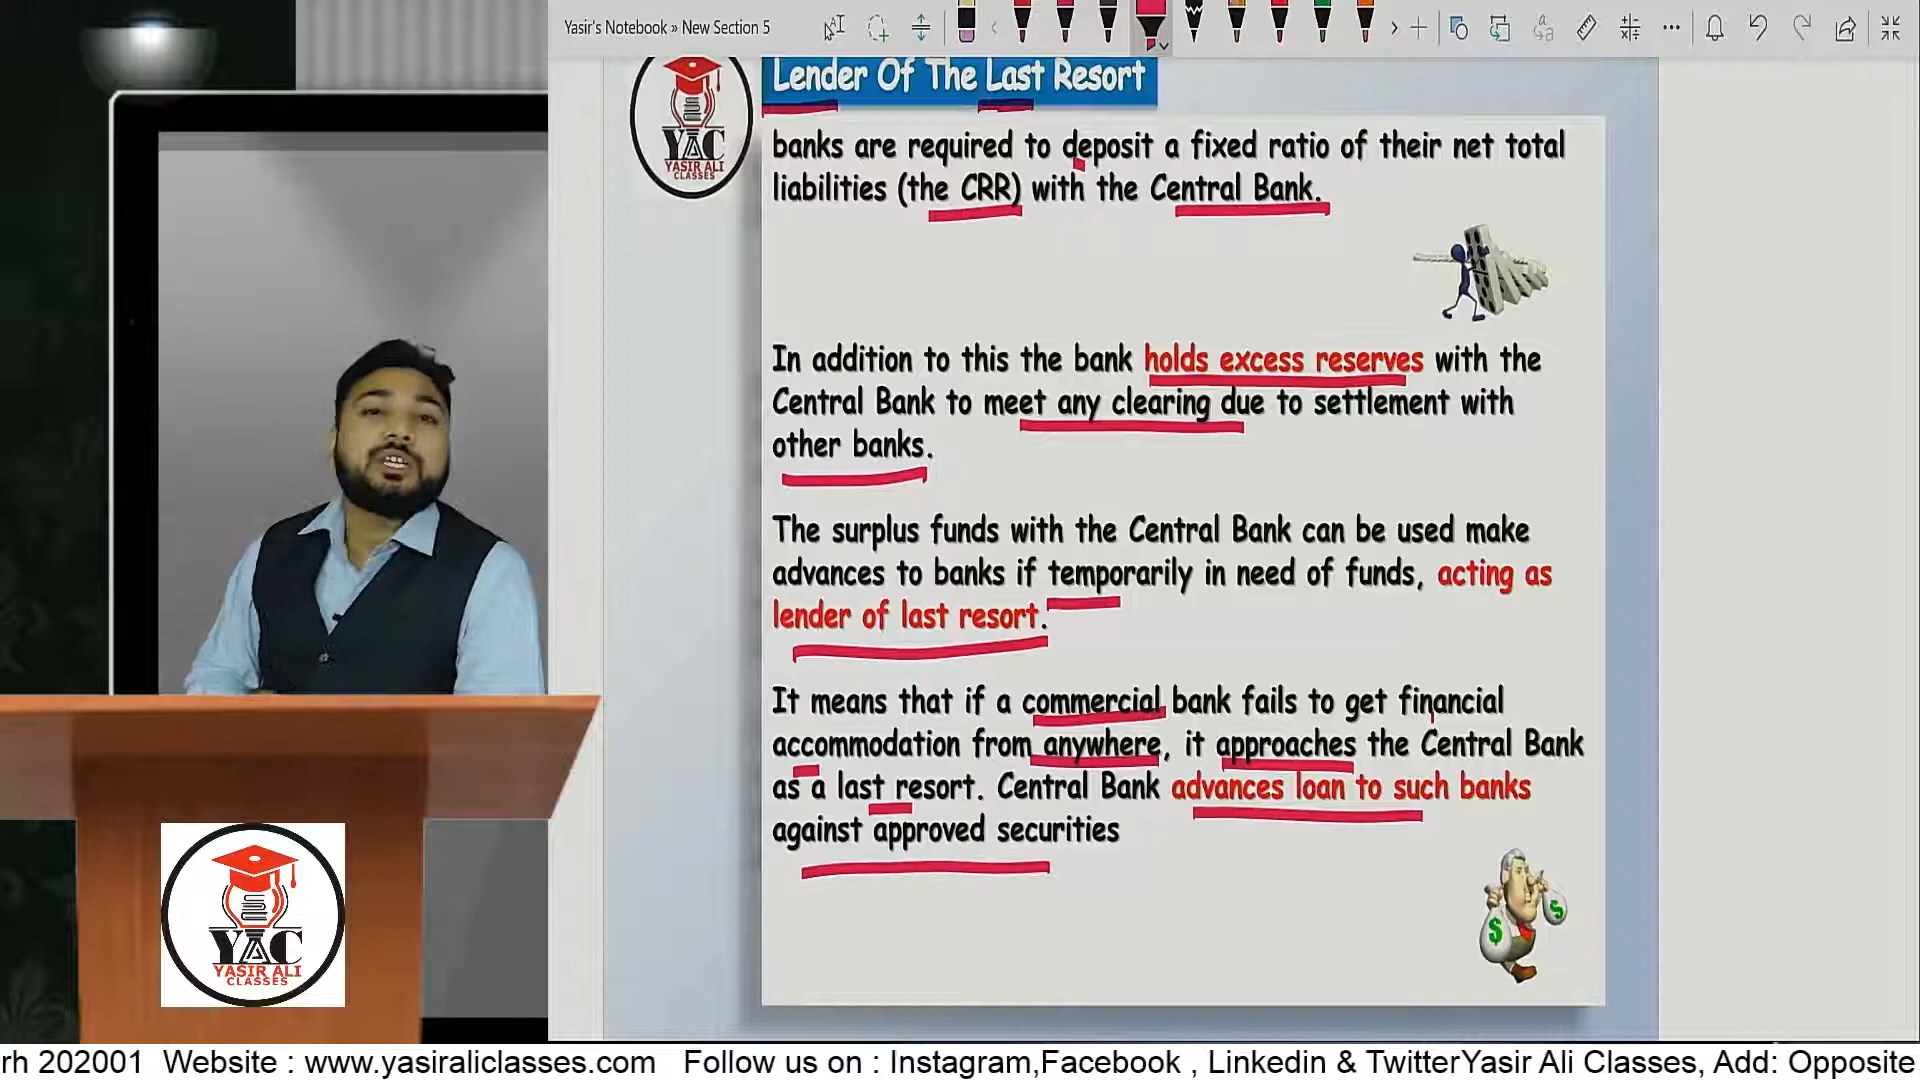 Yasir's Notebook » New Section 5
Lender Of The Last Resort
YAC
YASIR ALI
CLASSES
banks are required to deposit a fixed ratio of their net total
liabilities (the CRR) with the Central Bank.
In addition to this the bank holds excess reserves with the
Central Bank to meet any clearing due to settlement with
other banks.
The surplus funds with the Central Bank can be used make
advances to banks if temporarily in need of funds, acting as
lender of last resort.
It means that if a commercial bank fails to get financial
accommodation from anywhere, it approaches the Central Bank
as a last resort. Central Bank advances loan to such banks
against approved securities
$ $
YAC
YASIR ALI
CLASSES
rh 202001 Website : www.yasiraliclasses.com Follow us on : Instagram,Facebook , Linkedin & TwitterYasir Ali Classes, Add: Opposite